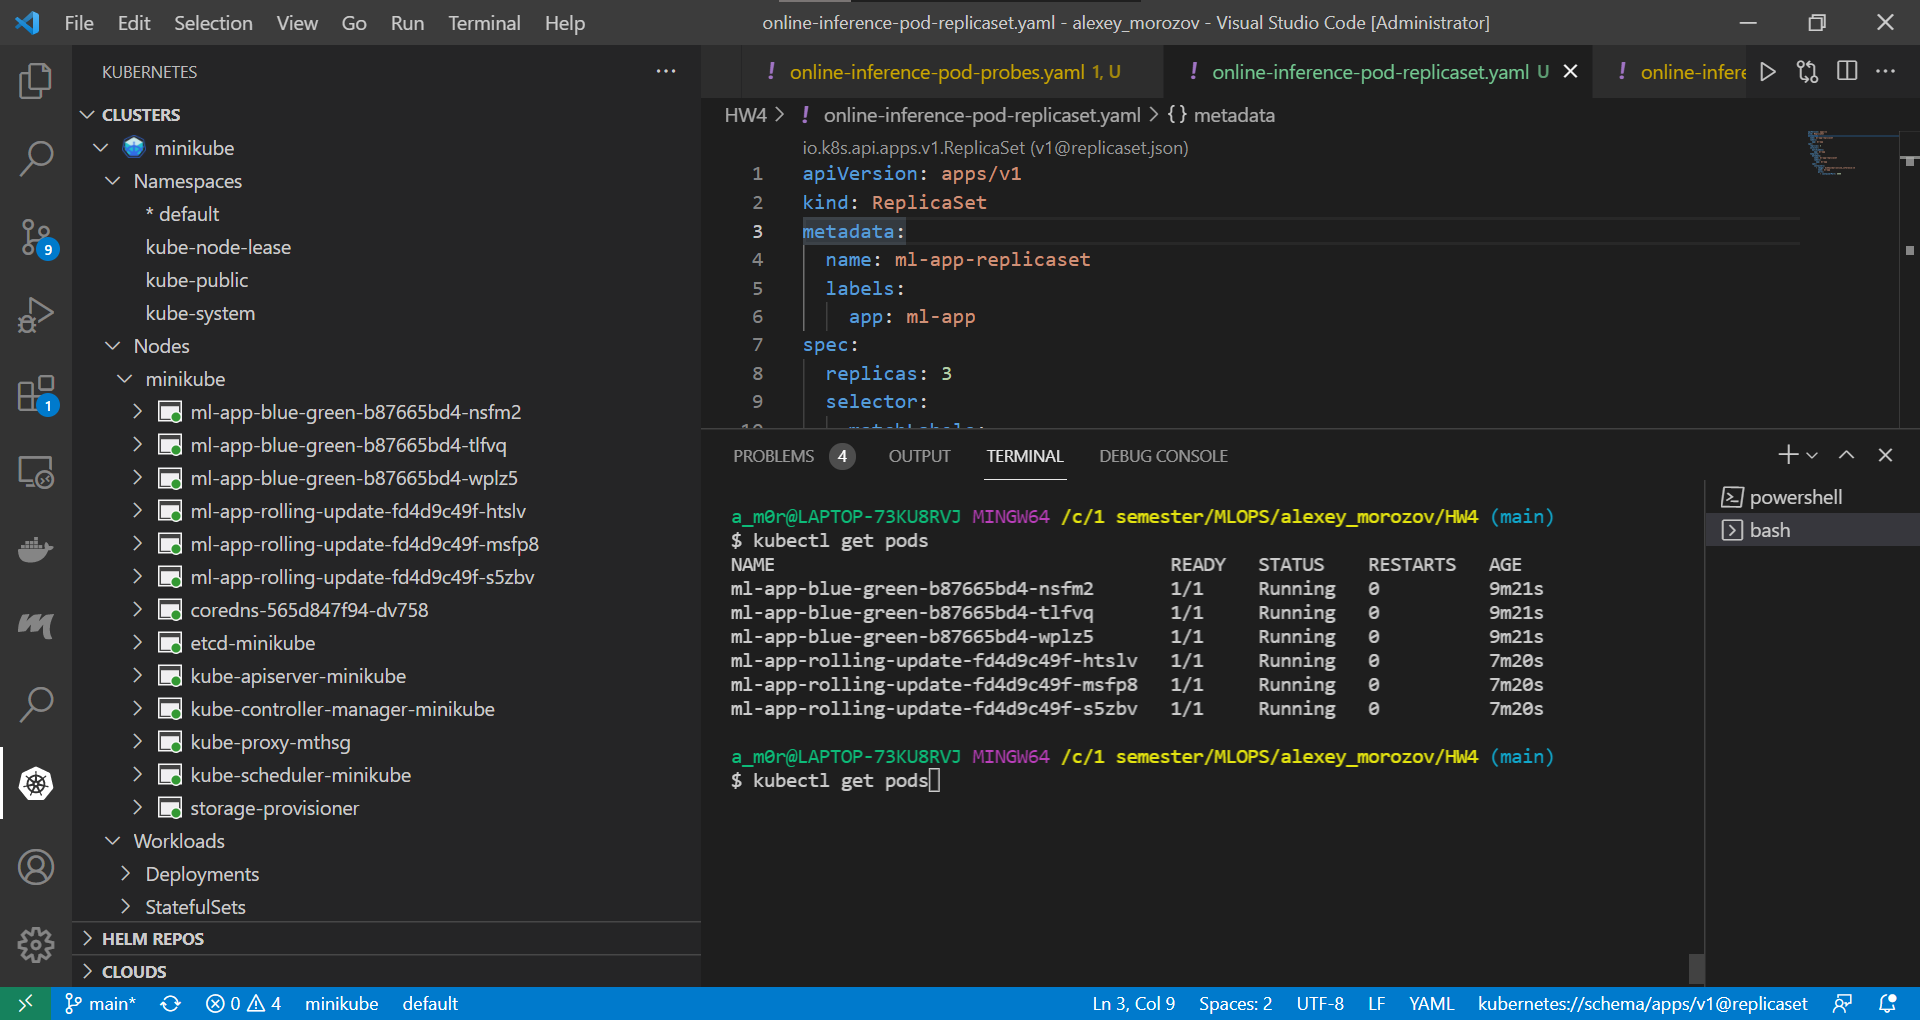 File Edit Selection View Go Run Terminal Help
online-inference-pod-replicaset.yaml - alexey_morozov - Visual Studio Code [Administrator]
KUBERNETES
CLUSTERS
minikube
Namespaces
* default
kube-node-lease
kube-public
kube-system
Nodes
minikube
ml-app-blue-green-b87665bd4-nsfm2
ml-app-blue-green-b87665bd4-tlfvq
ml-app-blue-green-b87665bd4-wplz5
ml-app-rolling-update-fd4d9c49f-htslv
ml-app-rolling-update-fd4d9c49f-msfp8
ml-app-rolling-update-fd4d9c49f-s5zbv
coredns-565d847f94-dv758
etcd-minikube
kube-apiserver-minikube
kube-controller-manager-minikube
kube-proxy-mthsg
kube-scheduler-minikube
storage-provisioner
Workloads
Deployments
StatefulSets
HELM REPOS
CLOUDS
9
1
! online-inference-pod-probes.yaml 1, U
! online-inference-pod-replicaset.yaml U
! online-infere
HW4 > ! online-inference-pod-replicaset.yaml > {} metadata
io.k8s.api.apps.v1.ReplicaSet (v1@replicaset.json)
1 apiVersion: apps/v1
2 kind: ReplicaSet
3 metadata:
4 name: ml-app-replicaset
5 labels:
6 app: ml-app
7 spec:
8 replicas: 3
9 selector:
10 matchLabels:
PROBLEMS 4 OUTPUT TERMINAL DEBUG CONSOLE
a_m0r@LAPTOP-73KU8RVJ MINGW64 /c/1 semester/MLOPS/alexey_morozov/HW4 (main)
$ kubectl get pods
NAME READY STATUS RESTARTS AGE
ml-app-blue-green-b87665bd4-nsfm2 1/1 Running 0 9m21s
ml-app-blue-green-b87665bd4-tlfvq 1/1 Running 0 9m21s
ml-app-blue-green-b87665bd4-wplz5 1/1 Running 0 9m21s
ml-app-rolling-update-fd4d9c49f-htslv 1/1 Running 0 7m20s
ml-app-rolling-update-fd4d9c49f-msfp8 1/1 Running 0 7m20s
ml-app-rolling-update-fd4d9c49f-s5zbv 1/1 Running 0 7m20s
a_m0r@LAPTOP-73KU8RVJ MINGW64 /c/1 semester/MLOPS/alexey_morozov/HW4 (main)
$ kubectl get pods
powershell
bash
main* 0 4 minikube default
Ln 3, Col 9 Spaces: 2 UTF-8 LF YAML kubernetes://schema/apps/v1@replicaset